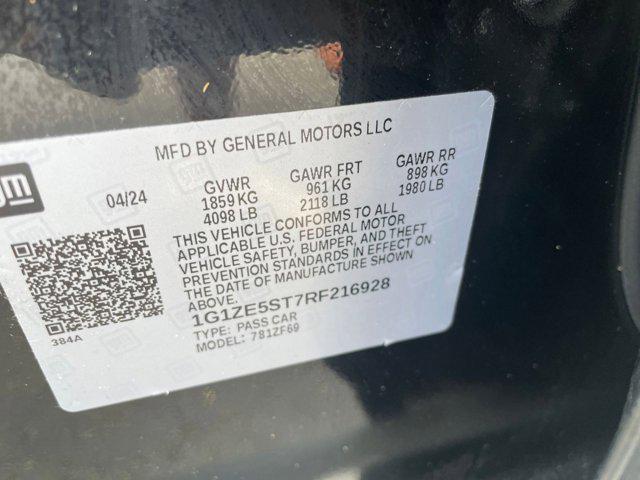 MFD BY GENERAL MOTORS LLC
gm
04/24
GVWR
1859 KG
4098 LB
GAWR FRT
961 KG
2118 LB
GAWR RR
898 KG
1980 LB
THIS VEHICLE CONFORMS TO ALL
APPLICABLE U.S. FEDERAL MOTOR
VEHICLE SAFETY, BUMPER, AND THEFT
PREVENTION STANDARDS IN EFFECT ON
THE DATE OF MANUFACTURE SHOWN
ABOVE.
1G1ZE5ST7RF216928
TYPE: PASS CAR
MODEL: 781ZF69
384A